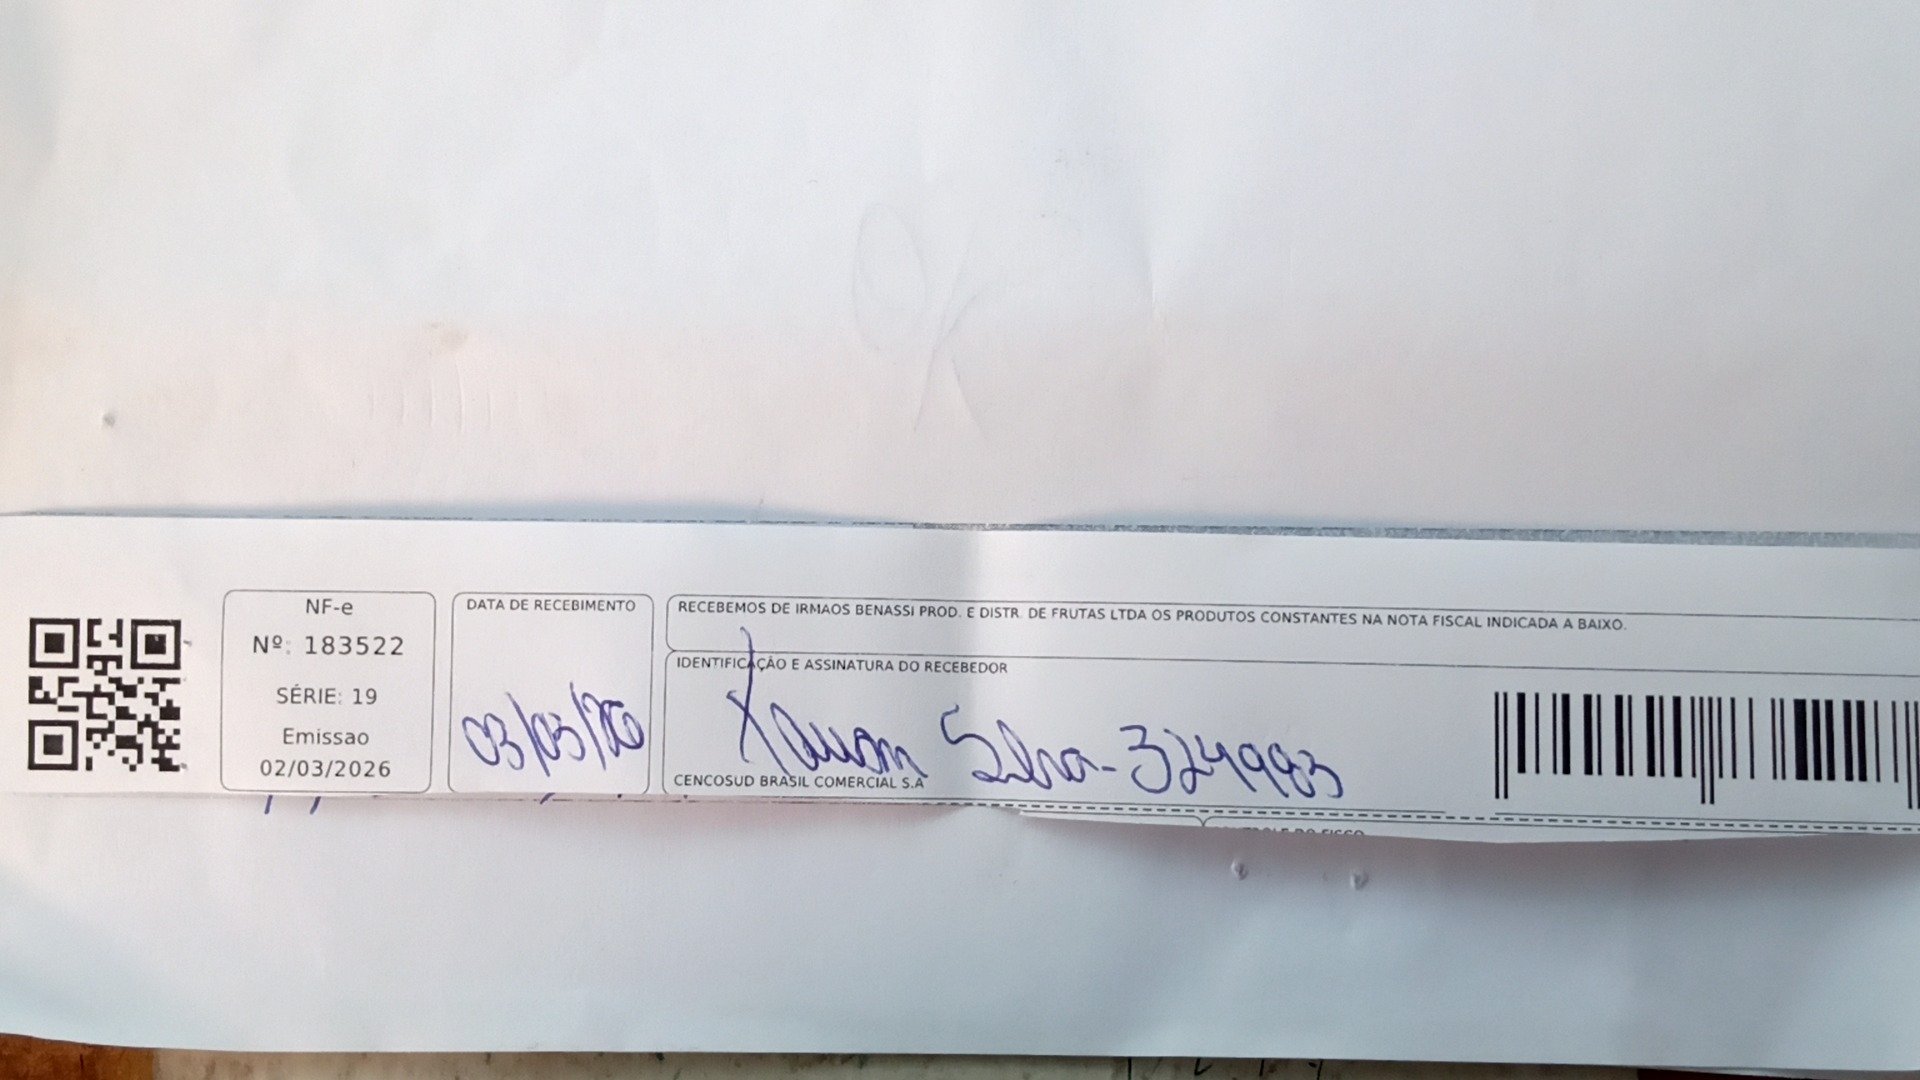 NF-e
Nº: 183522
SÉRIE: 19
Emissao
02/03/2026
DATA DE RECEBIMENTO
03/03/26
RECEBEMOS DE IRMAOS BENASSI PROD. E DISTR. DE FRUTAS LTDA OS PRODUTOS CONSTANTES NA NOTA FISCAL INDICADA A BAIXO.
IDENTIFICAÇÃO E ASSINATURA DO RECEBEDOR
Silva - 324983
CENCOSUD BRASIL COMERCIAL S.A